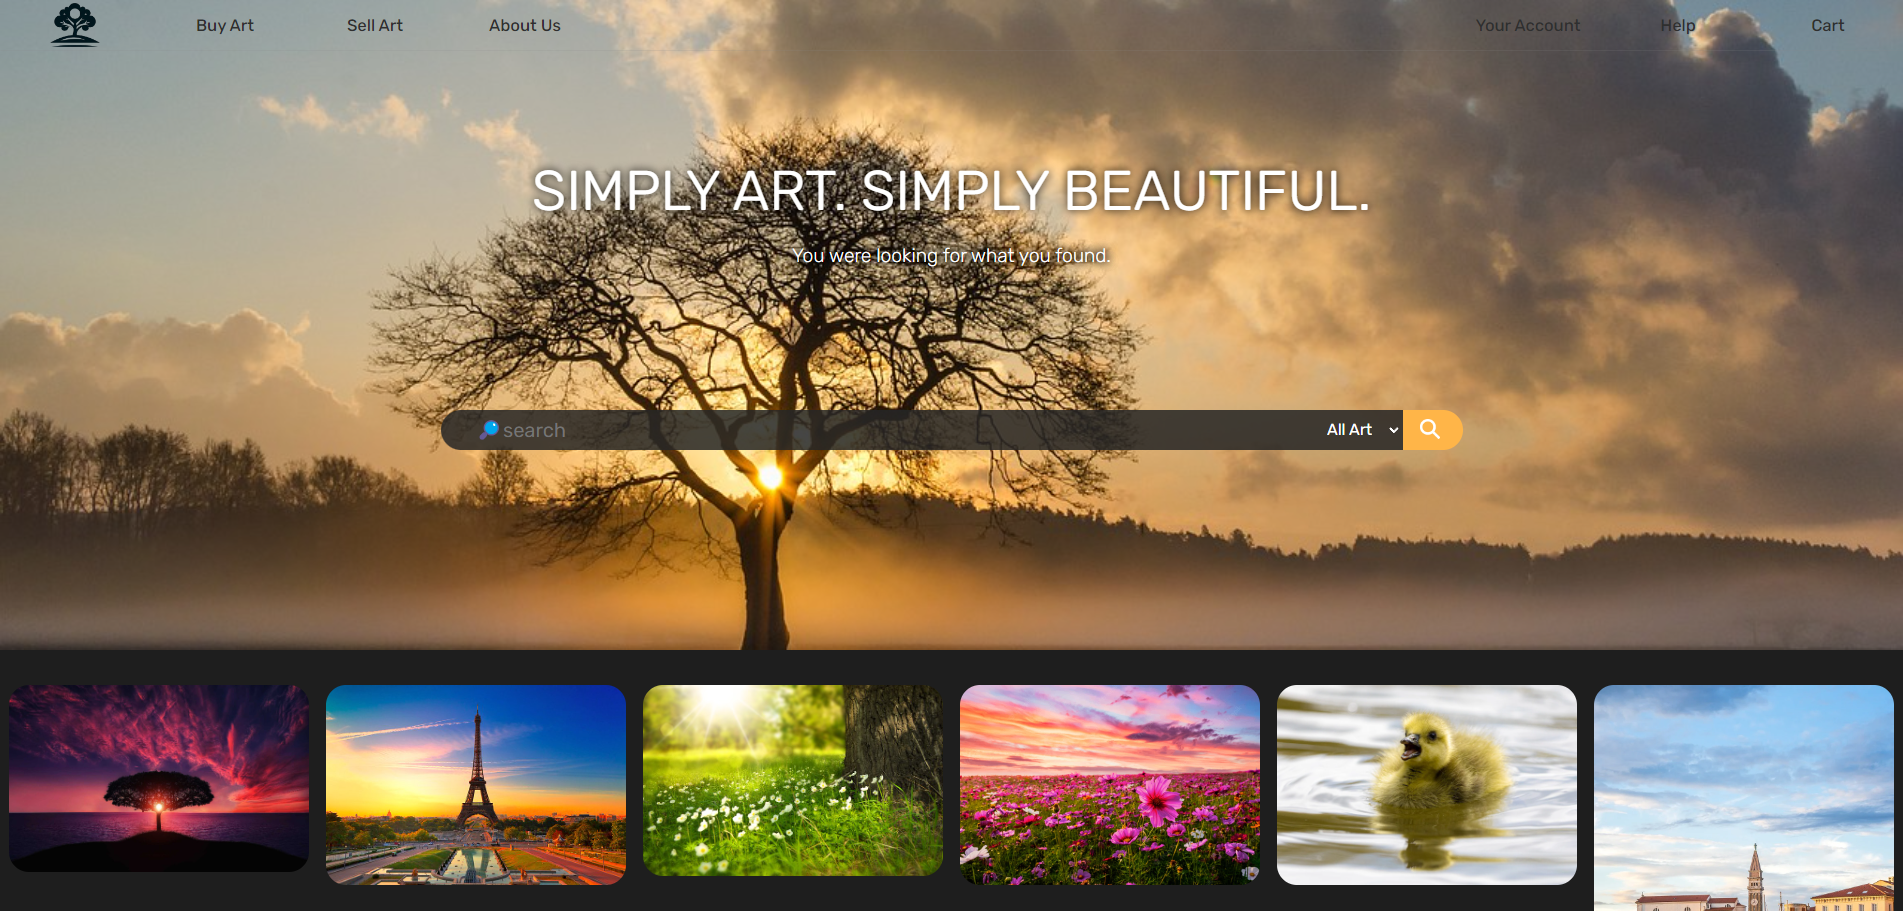 Buy Art
Sell Art
About Us
Your Account
Help
Cart
SIMPLY ART. SIMPLY BEAUTIFUL.
You were looking for what you found.
search
All Art